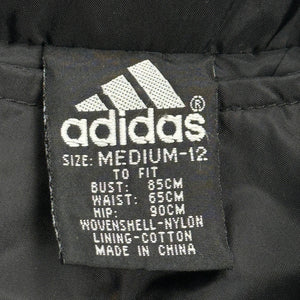 adidas®
SIZE: MEDIUM-12
TO FIT
BUST: 85CM
WAIST: 65CM
HIP: 90CM
WOVENSHELL-NYLON
LINING-COTTON
MADE IN CHINA